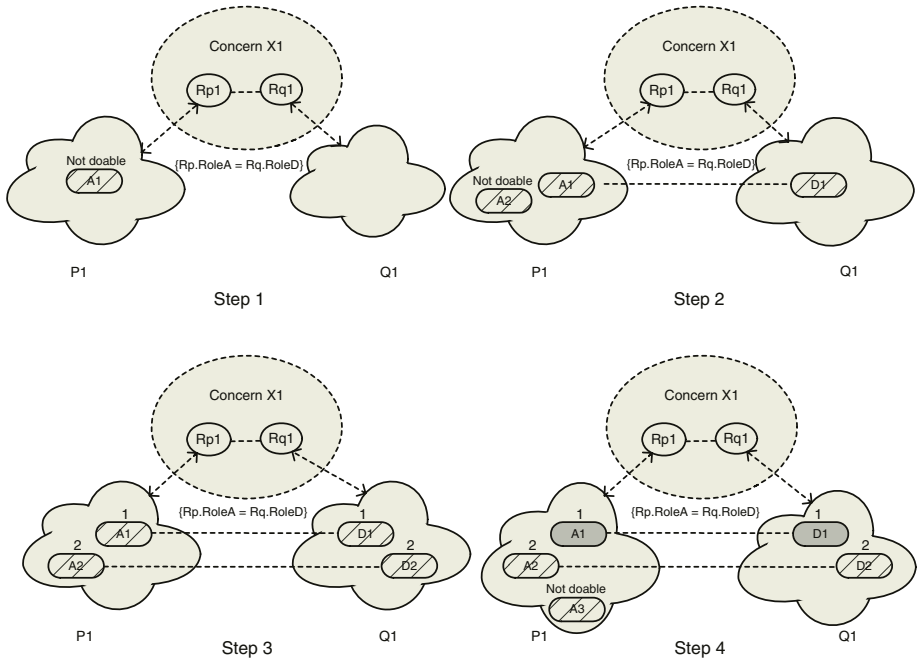 Concern X1
Rp1
Rq1
Not doable
A1
{Rp.RoleA = Rq.RoleD}
P1
Q1
Step 1
Concern X1
Rp1
Rq1
{Rp.RoleA = Rq.RoleD}
Not doable
A1
A2
D1
P1
Q1
Step 2
Concern X1
Rp1
Rq1
{Rp.RoleA = Rq.RoleD}
1
A1
1
D1
2
A2
2
D2
P1
Q1
Step 3
Concern X1
Rp1
Rq1
{Rp.RoleA = Rq.RoleD}
1
A1
1
D1
2
A2
2
D2
Not doable
A3
P1
Q1
Step 4